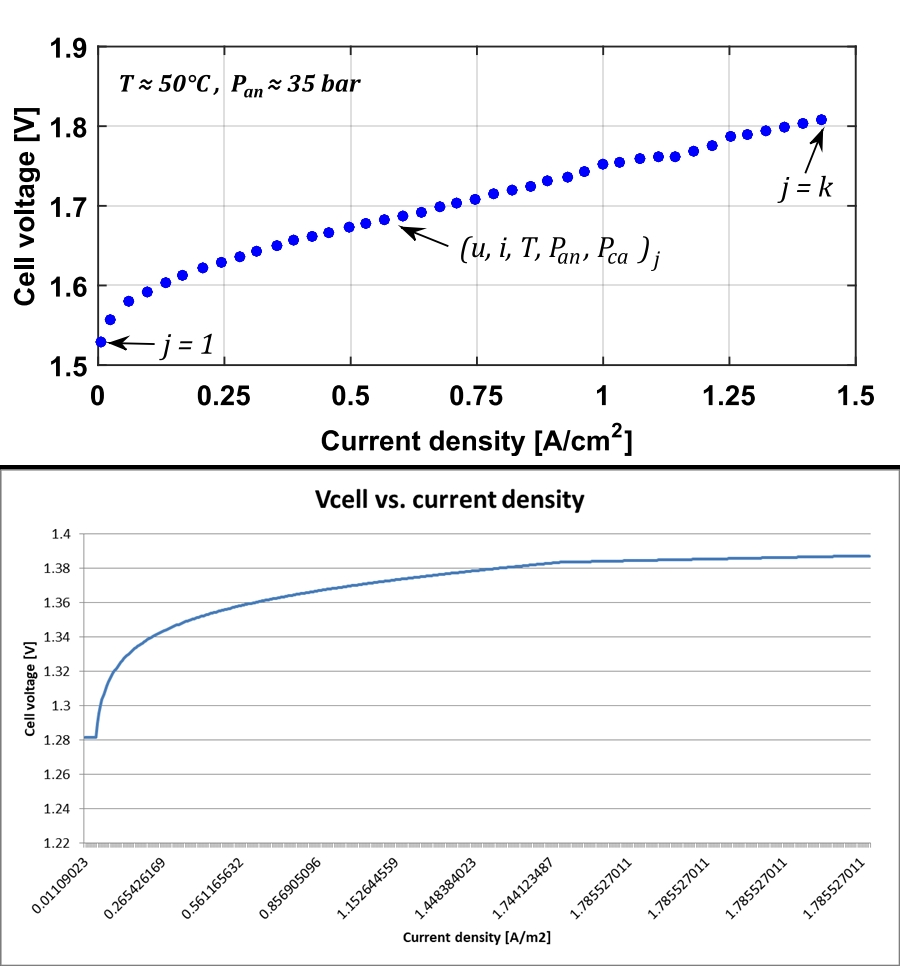 1.9
T ≈ 50°C , Pan ≈ 35 bar
1.8
j = k
1.7
(u, i, T, Pan, Pca )j
1.6
j = 1
1.5
0 0.25 0.5 0.75 1 1.25 1.5
Cell voltage [V]
Current density [A/cm2]
Vcell vs. current density
1.4
1.38
1.36
1.34
1.32
1.3
1.28
1.26
1.24
1.22
Cell voltage [V]
0.01109023 0.265426169 0.561165632 0.856905096 1.152644559 1.448384023 1.744123487 1.785527011 1.785527011 1.785527011 1.785527011
Current density [A/m2]